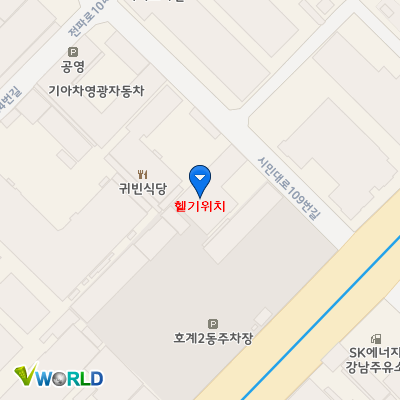 전파로10
공영
기아차영광자동차
번길
시민대로109번길
귀빈식당
헬기위치
호계2동주차장
SK에너지
강남주유소
VWORLD